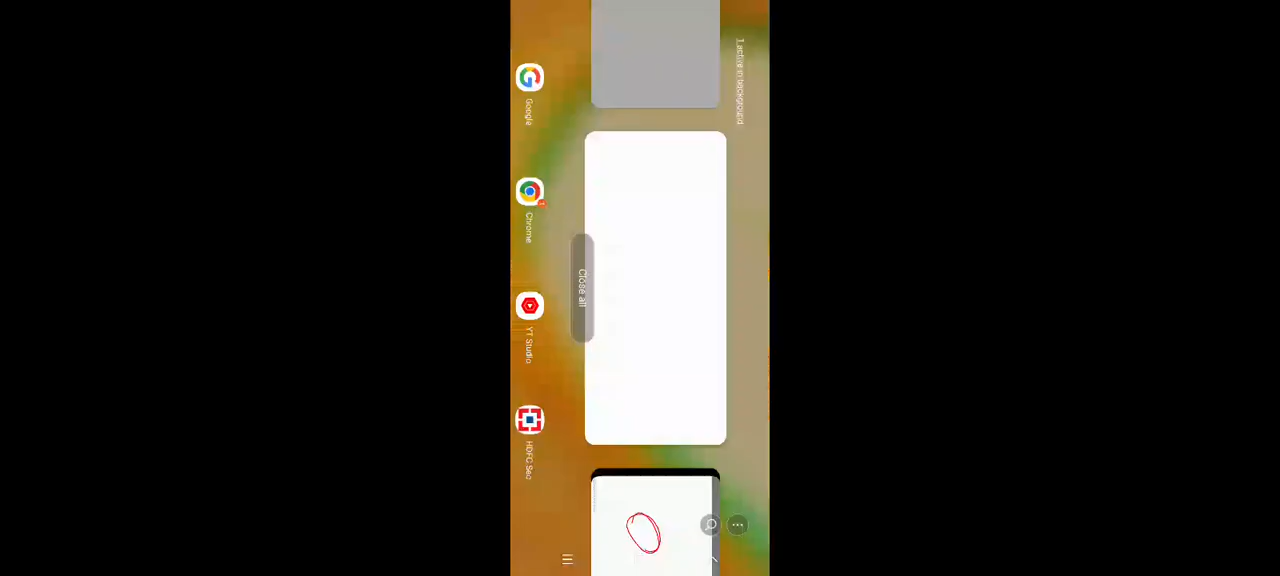 1 active in background
Close all
Google
Chrome
YT Studio
HDFC Sec